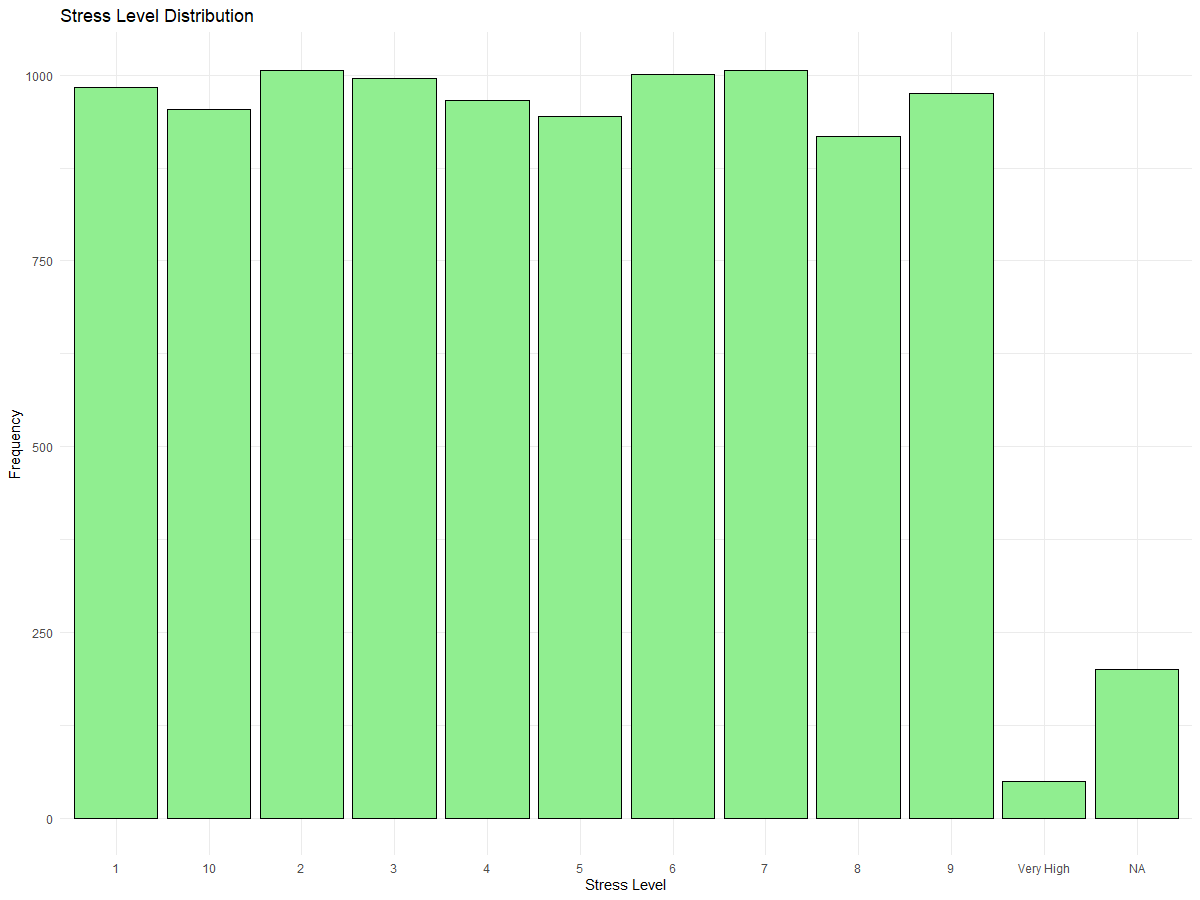 Stress Level Distribution
Frequency
1000
750
500
250
0
1 10 2 3 4 5 6 7 8 9 Very High NA
Stress Level